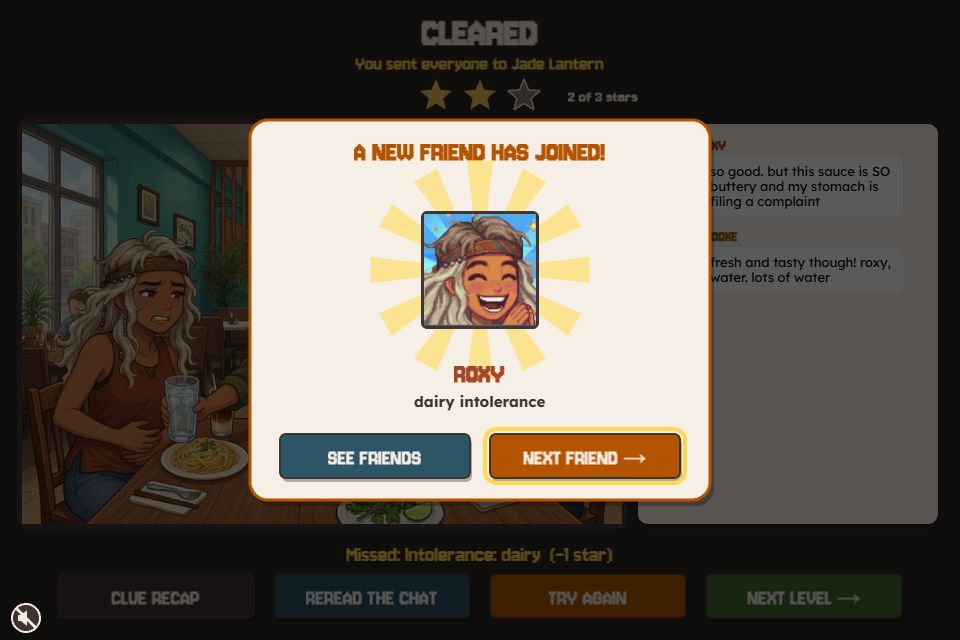 CLEARED
You sent everyone to Jade Lantern
2 of 3 stars
A NEW FRIEND HAS JOINED!
so good. but this sauce is SO
buttery and my stomach is
filing a complaint
fresh and tasty though! roxy,
water. lots of water
ROXY
dairy intolerance
SEE FRIENDS
NEXT FRIEND →
Missed: Intolerance: dairy (-1 star)
CLUE RECAP
REREAD THE CHAT
TRY AGAIN
NEXT LEVEL →